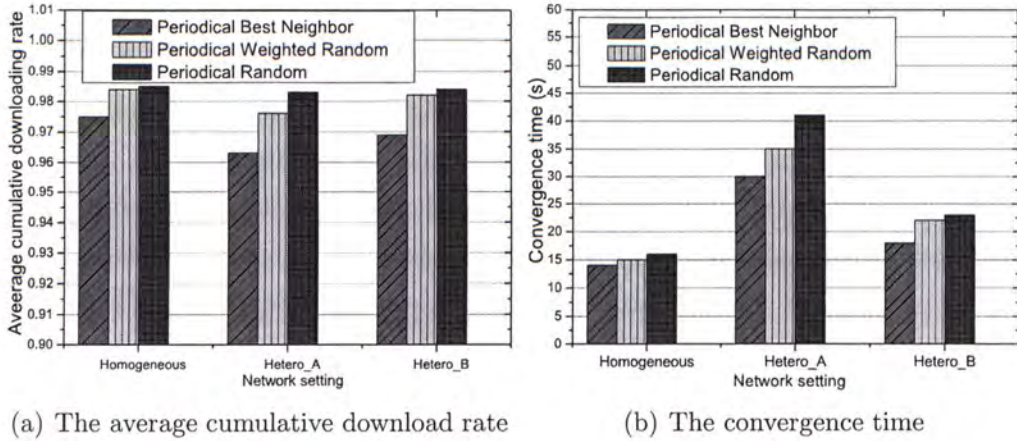 Aveerage cumulative downloading rate
1.01
1.00
0.99
0.98
0.97
0.96
0.95
0.94
0.93
0.92
0.91
0.90
Periodical Best Neighbor
Periodical Weighted Random
Periodical Random
Homogeneous
Hetero_A
Hetero_B
Network setting
(a) The average cumulative download rate
Convergence time (s)
60
55
50
45
40
35
30
25
20
15
10
5
0
Periodical Best Neighbor
Periodical Weighted Random
Periodical Random
Homogeneous
Hetero_A
Hetero_B
Network setting
(b) The convergence time